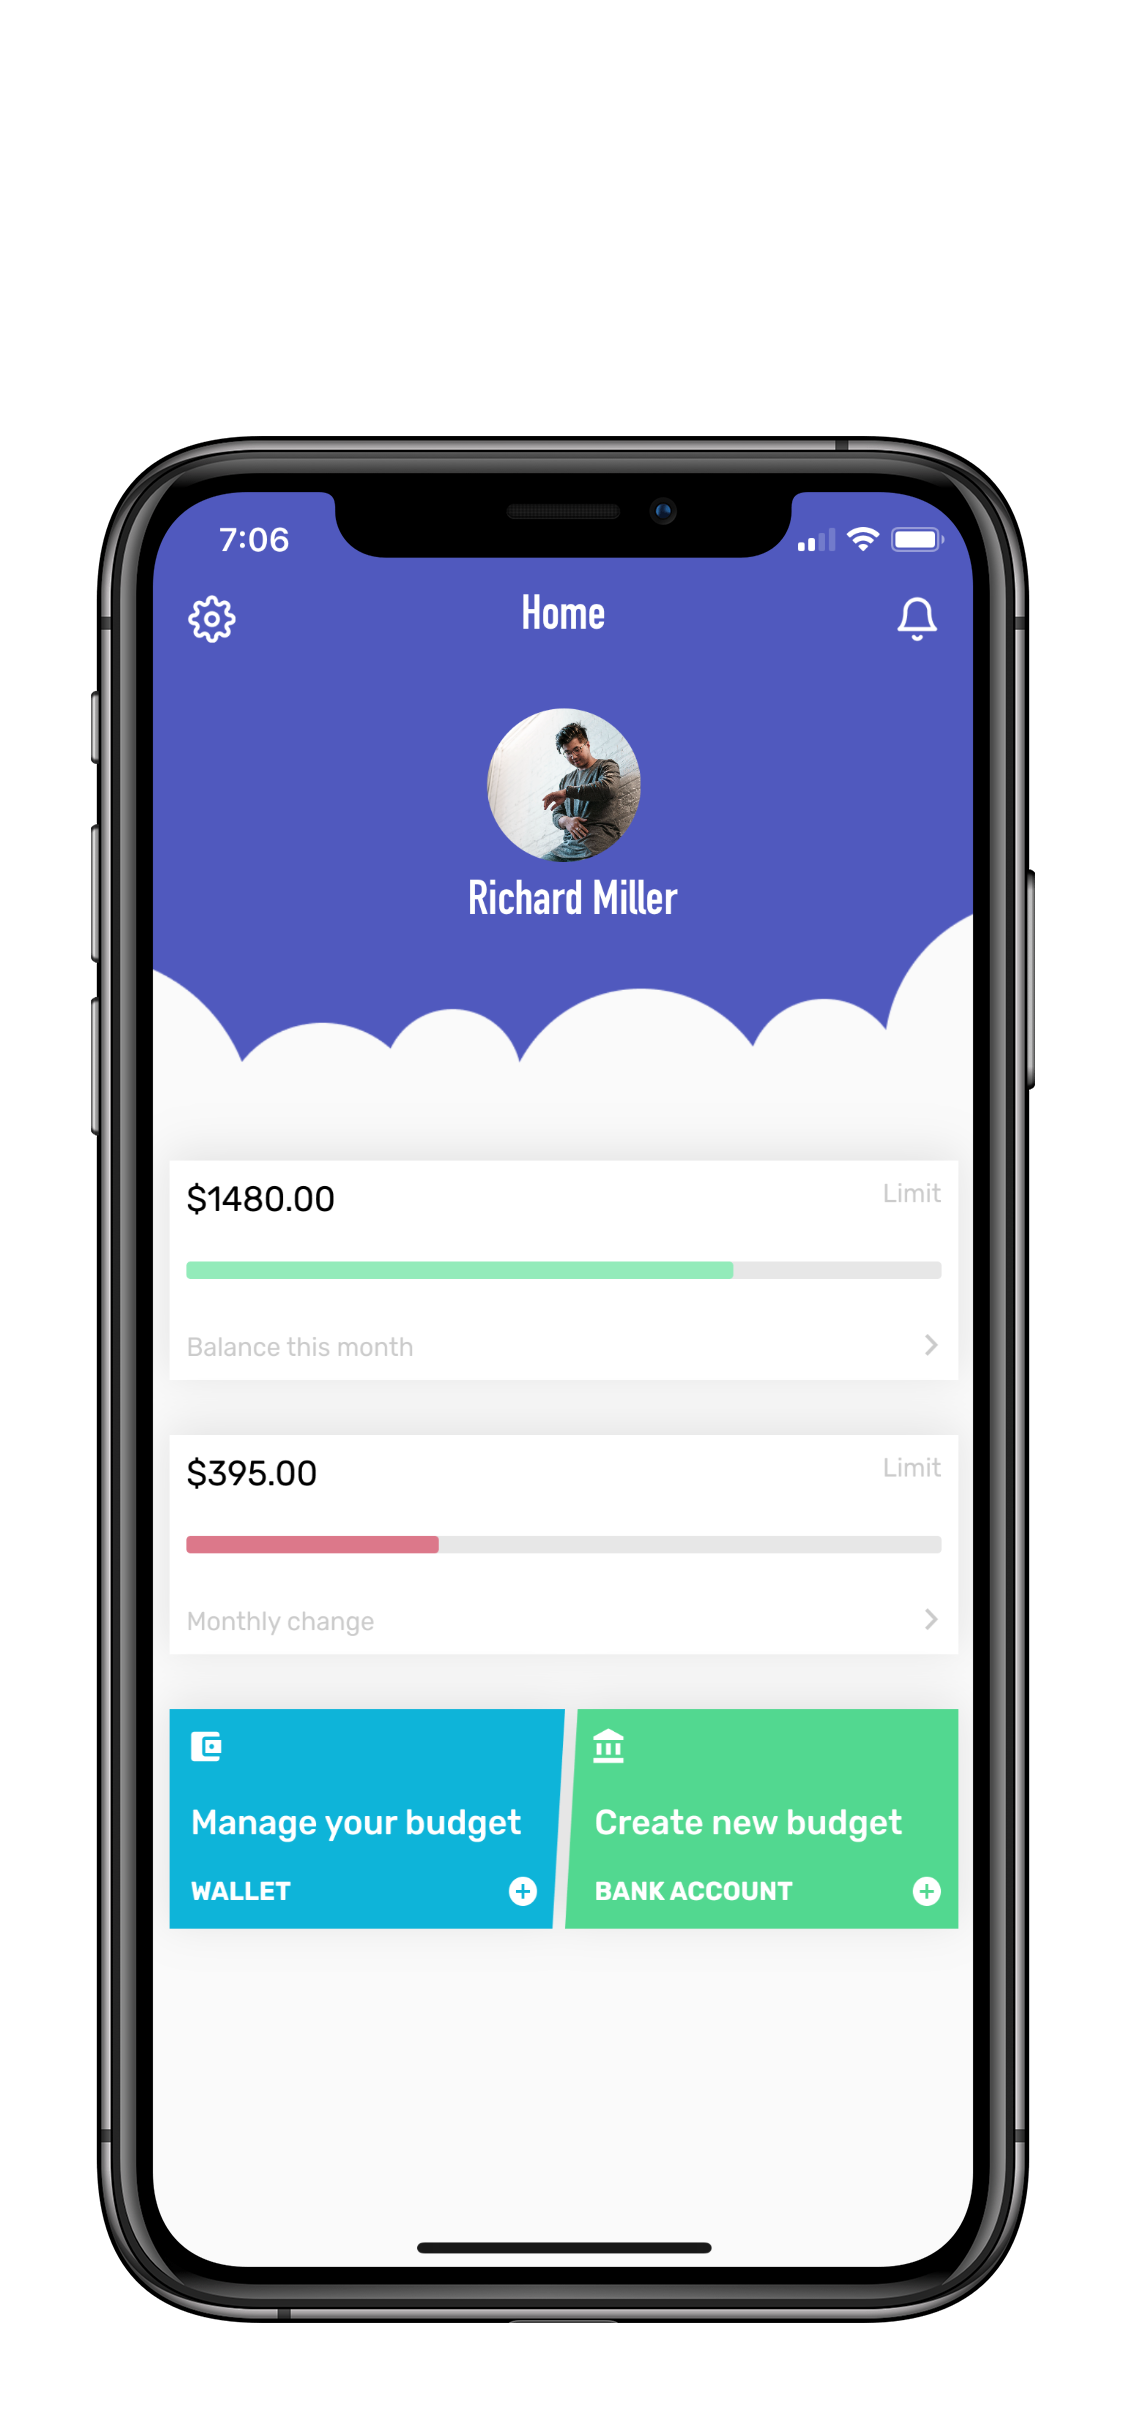 7:06
Home
Richard Miller
$1480.00
Limit
Balance this month
$395.00
Limit
Monthly change
Manage your budget
WALLET
Create new budget
BANK ACCOUNT